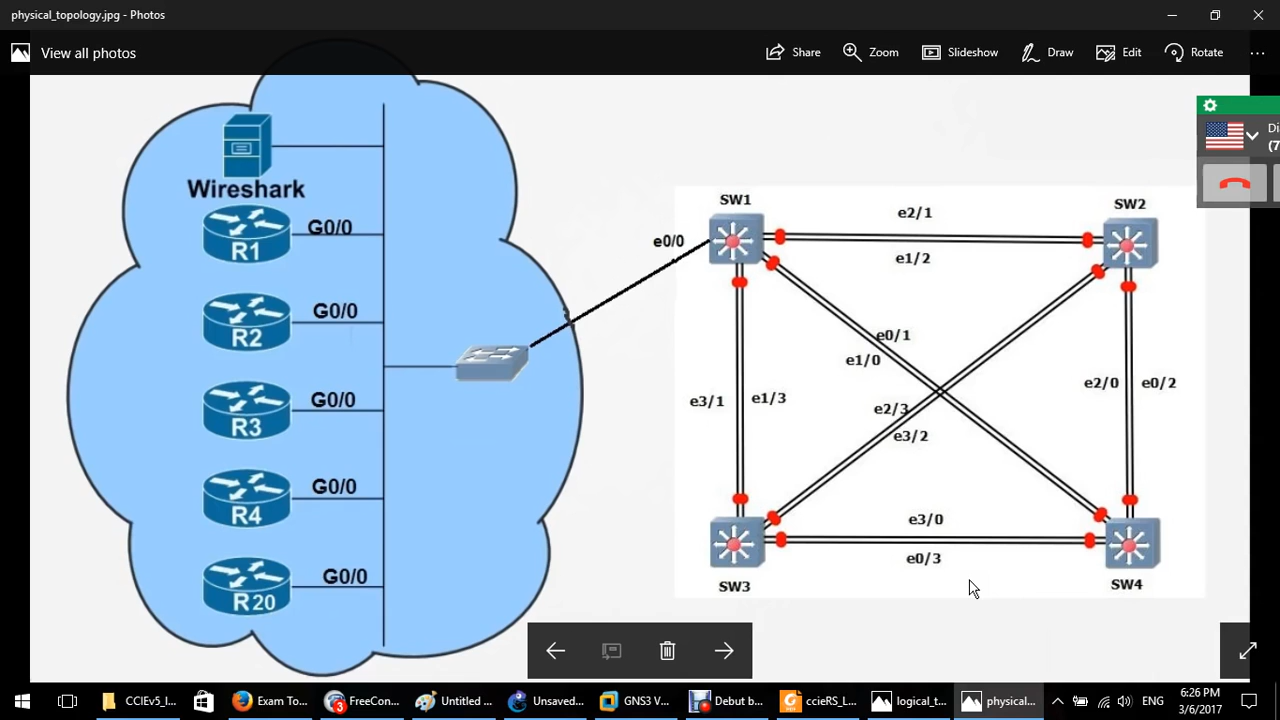 physical_topology.jpg - Photos
View all photos
Share
Zoom
Slideshow
Draw
Edit
Rotate
Wireshark
R1
G0/0
R2
G0/0
R3
G0/0
R4
G0/0
R20
G0/0
e0/0
SW1
SW2
e2/1
e1/2
e0/1
e1/0
e3/1
e1/3
e2/3
e3/2
e2/0
e0/2
e3/0
e0/3
SW3
SW4
Di
(7
CCIEv5_I...
Exam To...
3
FreeCon...
Untitled ...
Unsaved...
GNS3 V...
Debut b...
ccieRS_L...
logical_t...
physical...
ENG
6:26 PM
3/6/2017